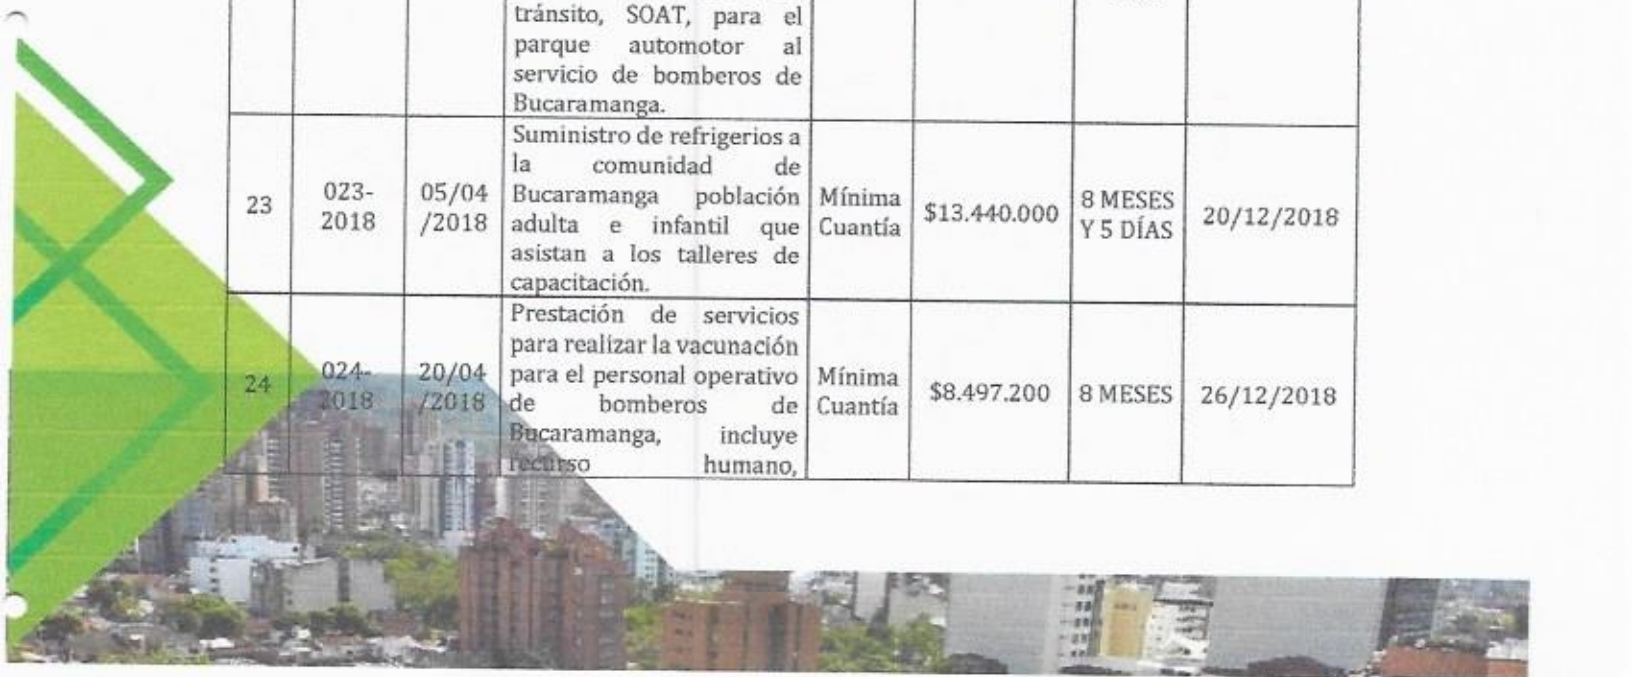 tránsito, SOAT, para el
parque automotor al
servicio de bomberos de
Bucaramanga.
23
023-
2018
05/04
/2018
Suministro de refrigerios a
la comunidad de
Bucaramanga población
adulta e infantil que
asistan a los talleres de
capacitación.
Mínima
Cuantía
$13.440.000
8 MESES
Y 5 DÍAS
20/12/2018
24
024-
2018
20/04
/2018
Prestación de servicios
para realizar la vacunación
para el personal operativo
de bomberos de
Bucaramanga, incluye
recurso humano,
Mínima
Cuantía
$8.497.200
8 MESES
26/12/2018